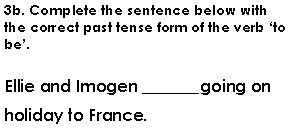 3b. Complete the sentence below with
the correct past tense form of the verb ‘to
be’.
Ellie and Imogen ______going on
holiday to France.